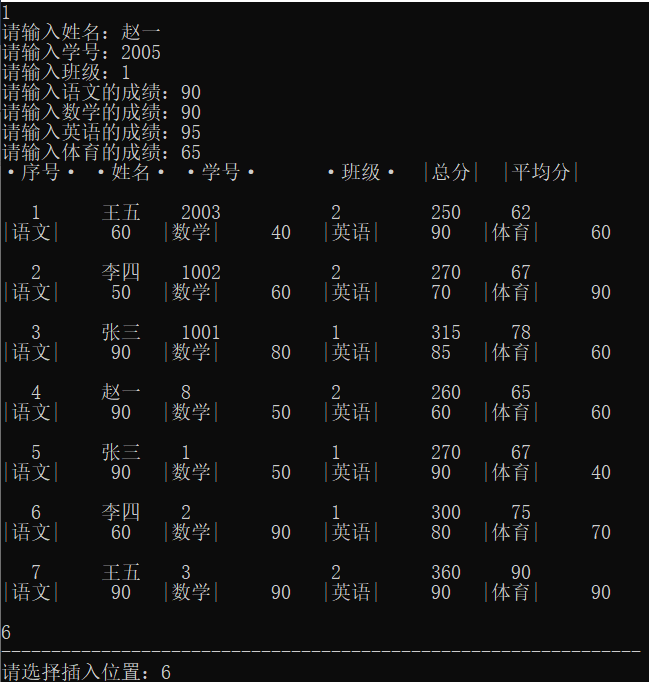 1
请输入姓名：赵一
请输入学号：2005
请输入班级：1
请输入语文的成绩：90
请输入数学的成绩：90
请输入英语的成绩：95
请输入体育的成绩：65
·序号· ·姓名· ·学号· ·班级· |总分| |平均分|
1 王五 2003 2 250 62
|语文| 60 |数学| 40 |英语| 90 |体育| 60
2 李四 1002 2 270 67
|语文| 50 |数学| 60 |英语| 70 |体育| 90
3 张三 1001 1 315 78
|语文| 90 |数学| 80 |英语| 85 |体育| 60
4 赵一 8 2 260 65
|语文| 90 |数学| 50 |英语| 60 |体育| 60
5 张三 1 1 270 67
|语文| 90 |数学| 50 |英语| 90 |体育| 40
6 李四 2 1 300 75
|语文| 60 |数学| 90 |英语| 80 |体育| 70
7 王五 3 2 360 90
|语文| 90 |数学| 90 |英语| 90 |体育| 90
6
----------------------------------------------------------------
请选择插入位置：6